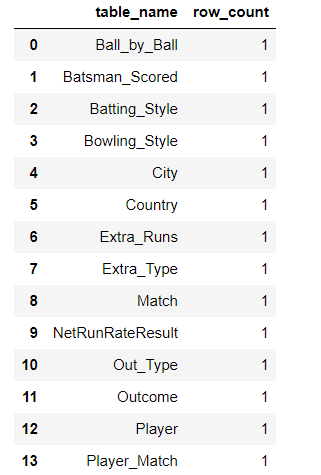 table_name row_count
0 Ball_by_Ball 1
1 Batsman_Scored 1
2 Batting_Style 1
3 Bowling_Style 1
4 City 1
5 Country 1
6 Extra_Runs 1
7 Extra_Type 1
8 Match 1
9 NetRunRateResult 1
10 Out_Type 1
11 Outcome 1
12 Player 1
13 Player_Match 1